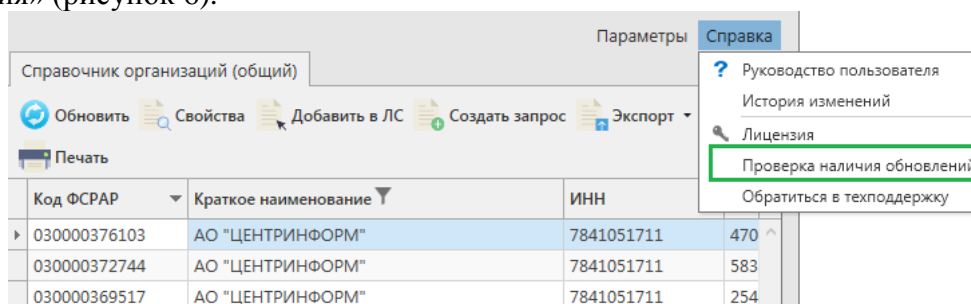 (рисунок 6).
Параметры Справка
Справочник организаций (общий)
? Руководство пользователя
История изменений
Обновить Свойства Добавить в ЛС Создать запрос Экспорт
Лицензия
Печать
Проверка наличия обновлений
Обратиться в техподдержку
Код ФСРАР Краткое наименование ИНН
030000376103 АО "ЦЕНТРИНФОРМ" 7841051711 470
030000372744 АО "ЦЕНТРИНФОРМ" 7841051711 583
030000369517 АО "ЦЕНТРИНФОРМ" 7841051711 254